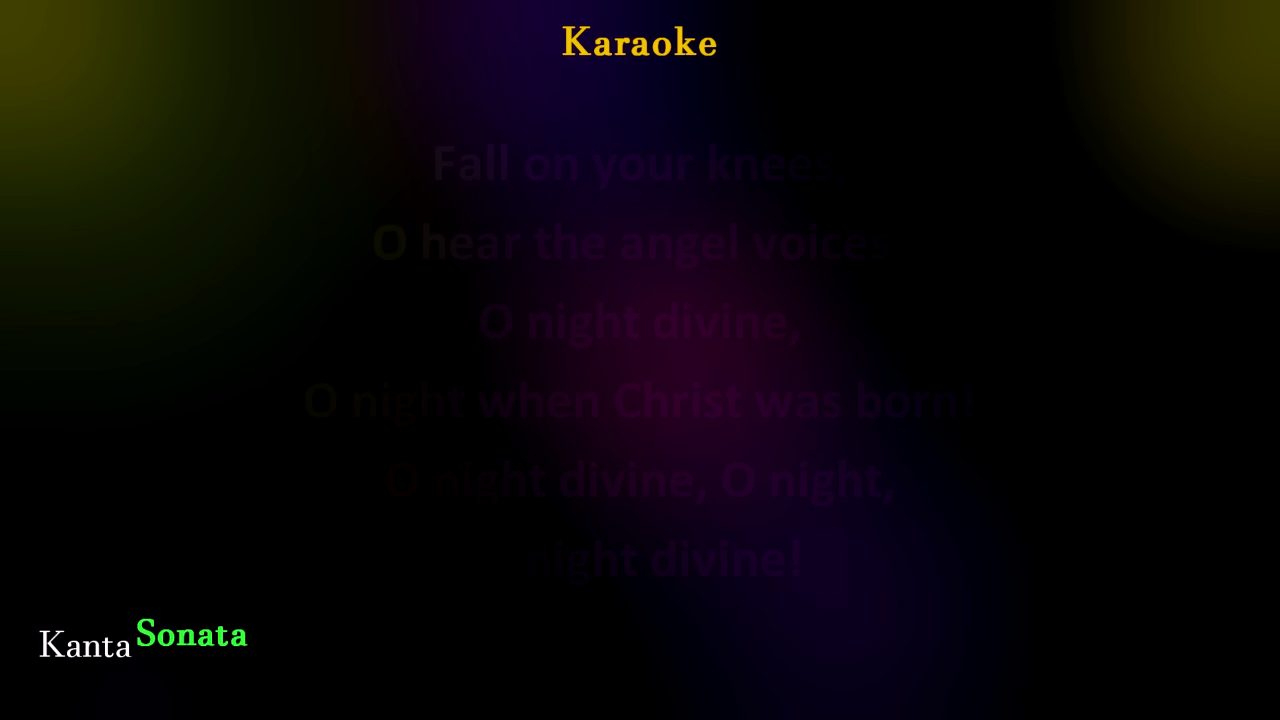 Karaoke
Fall on your knees,
O hear the angel voices
O night divine,
O night when Christ was born!
O night divine, O night,
night divine!
Kanta Sonata